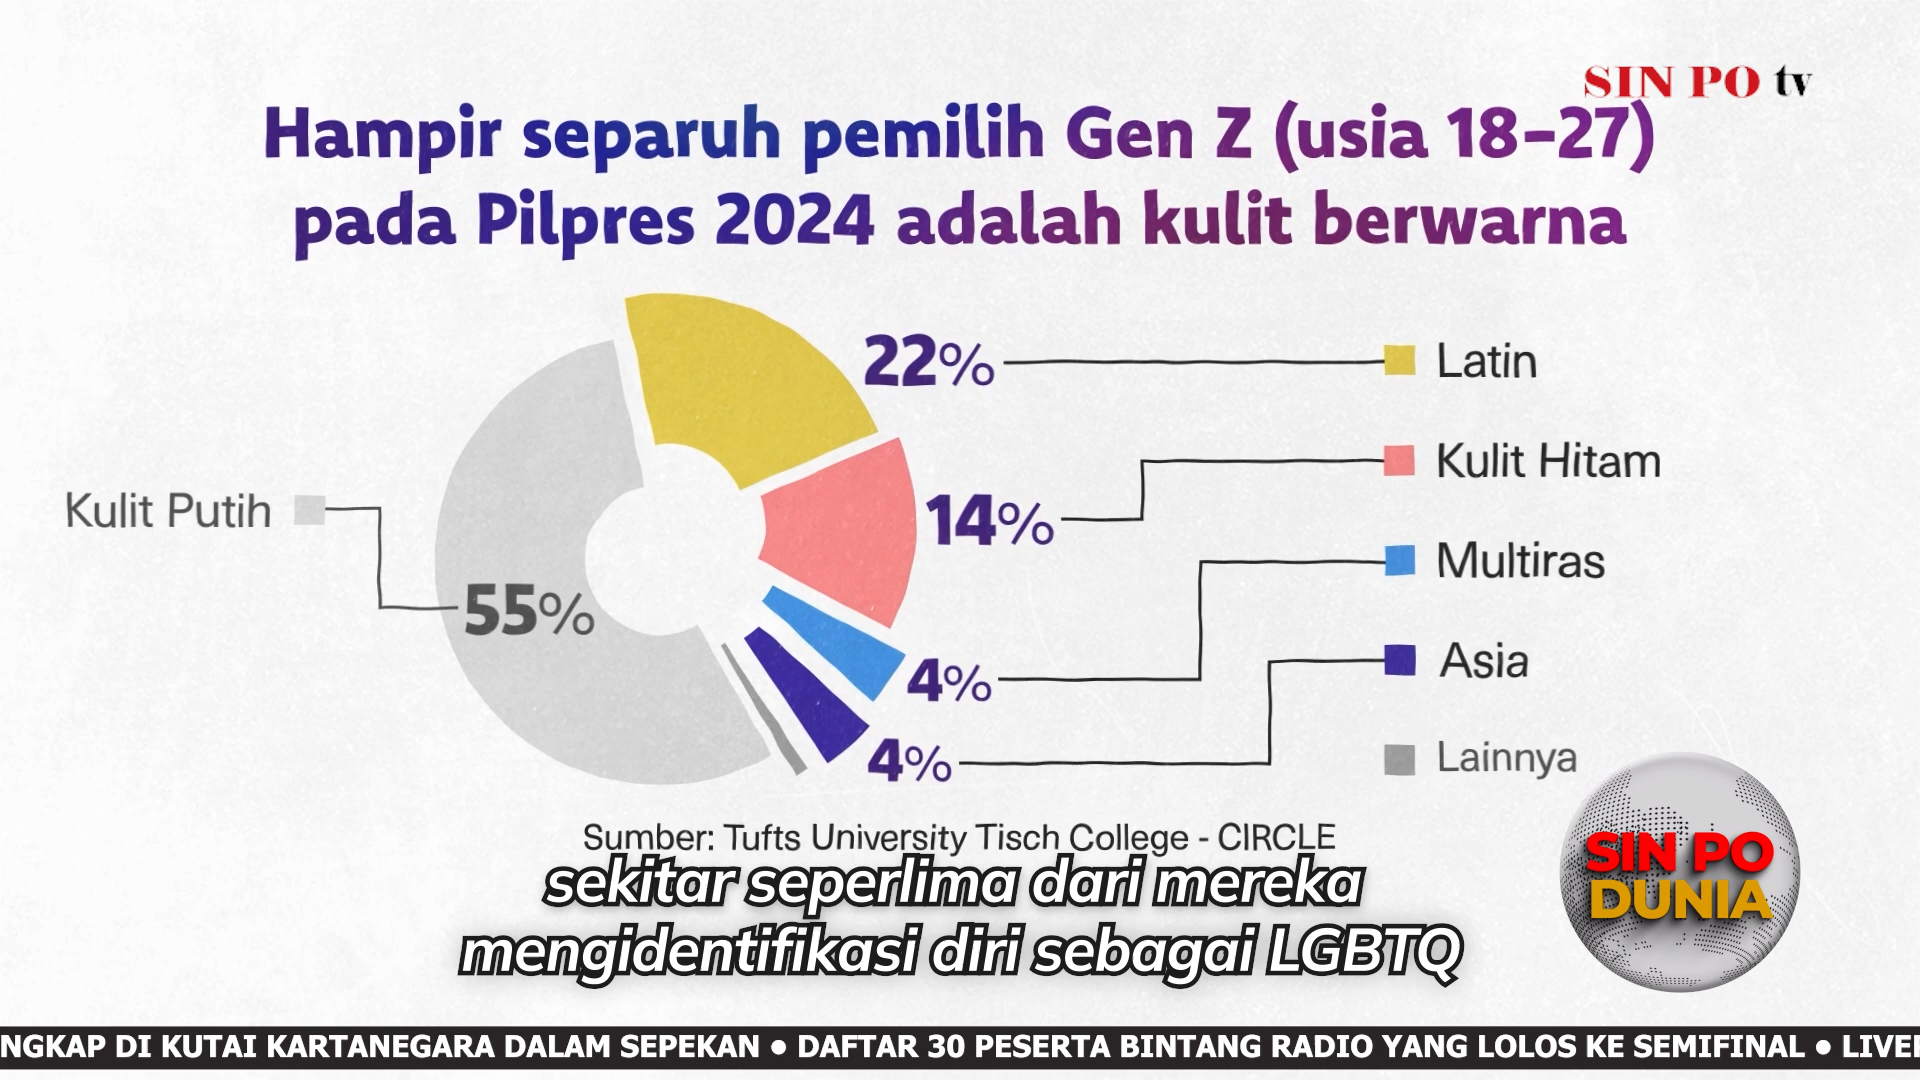 SIN PO tv
Hampir separuh pemilih Gen Z (usia 18–27)
pada Pilpres 2024 adalah kulit berwarna
22%
Latin
Kulit Hitam
14%
Kulit Putih
Multiras
55%
Asia
4%
4%
Lainnya
Sumber: Tufts University Tisch College - CIRCLE
sekitar seperlima dari mereka
mengidentifikasi diri sebagai LGBTQ
SIN PO
DUNIA
KUTAI KARTANEGARA DALAM SEPEKAN ● DAFTAR 30 PESERTA BINTANG RADIO YANG LOLOS KE SEMIFINAL ●